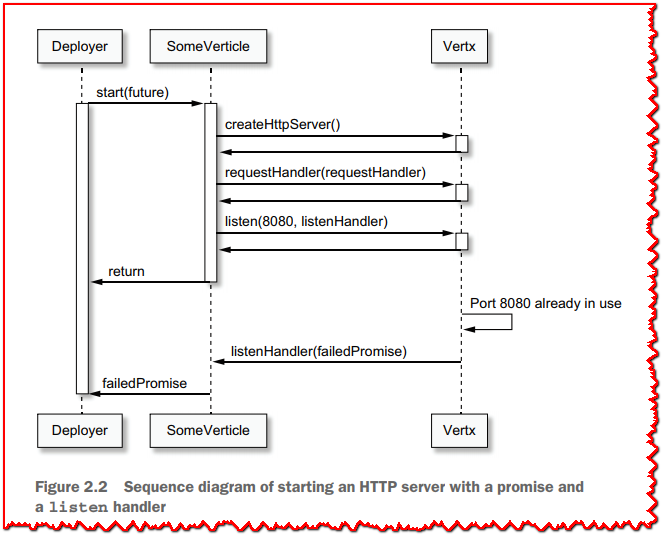 Deployer
SomeVerticle
Vertx
start(future)
createHttpServer()
requestHandler(requestHandler)
listen(8080, listenHandler)
return
Port 8080 already in use
listenHandler(failedPromise)
failedPromise
Deployer
SomeVerticle
Vertx
Figure 2.2 Sequence diagram of starting an HTTP server with a promise and
a listen handler